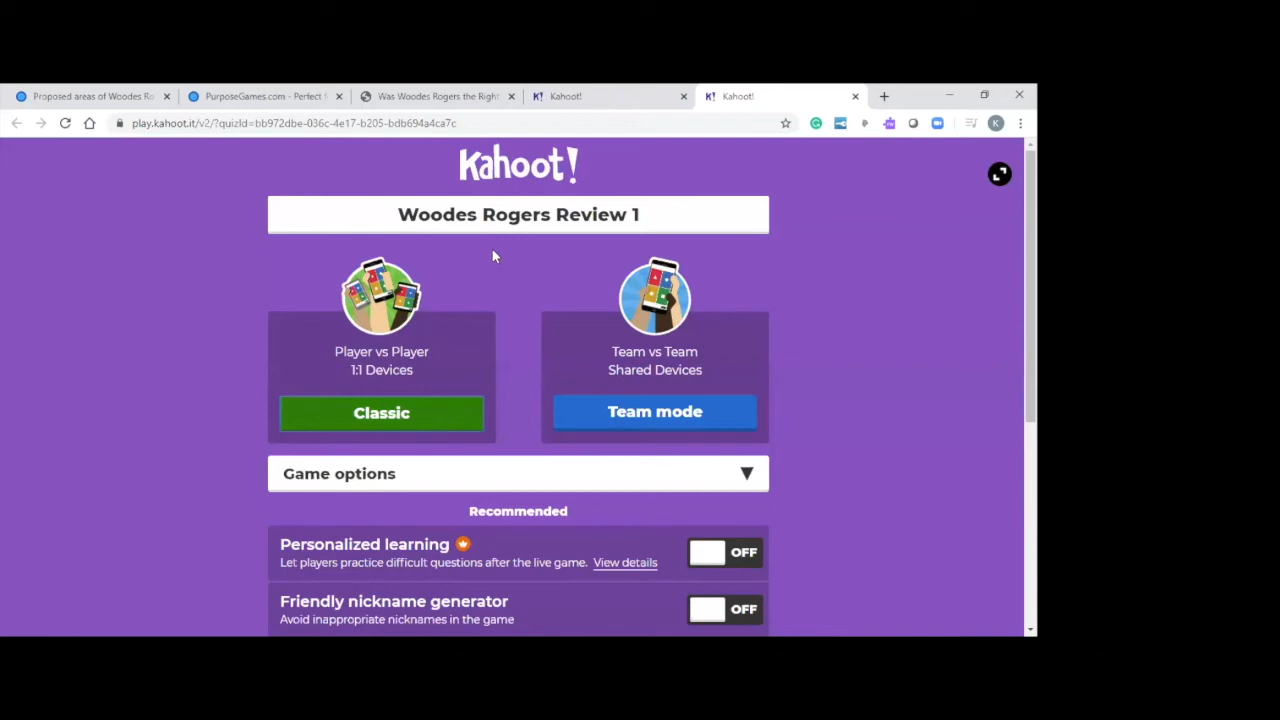 Proposed areas of Woodes Ro
PurposeGames.com - Perfect f
Was Woodes Rogers the Right
K! Kahoot!
K! Kahoot!
play.kahoot.it/v2/?quizId=bb972dbe-036c-4e17-b205-bdb694a4ca7c
K
Kahoot!
Woodes Rogers Review 1
Player vs Player
1:1 Devices
Classic
Team vs Team
Shared Devices
Team mode
Game options
Recommended
Personalized learning
Let players practice difficult questions after the live game. View details
OFF
Friendly nickname generator
Avoid inappropriate nicknames in the game
OFF